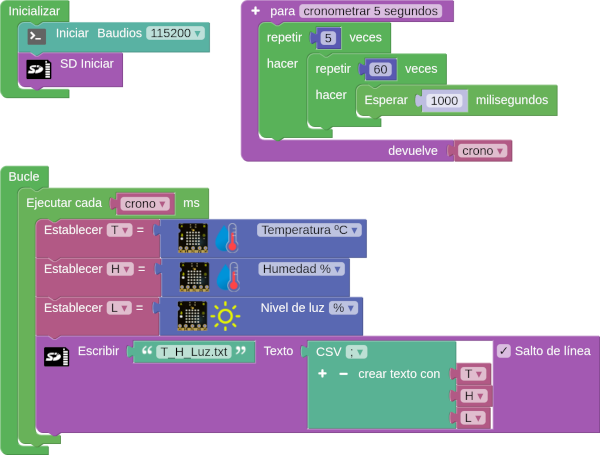 Inicializar
Iniciar Baudios 115200
SD Iniciar
+ para cronometrar 5 segundos
repetir 5 veces
hacer repetir 60 veces
hacer Esperar 1000 milisegundos
devuelve crono
Bucle
Ejecutar cada crono ms
Establecer T = Temperatura ºC
Establecer H = Humedad %
Establecer L = Nivel de luz %
Escribir “ T_H_Luz.txt ” Texto CSV ; Salto de línea
+ − crear texto con T
H
L